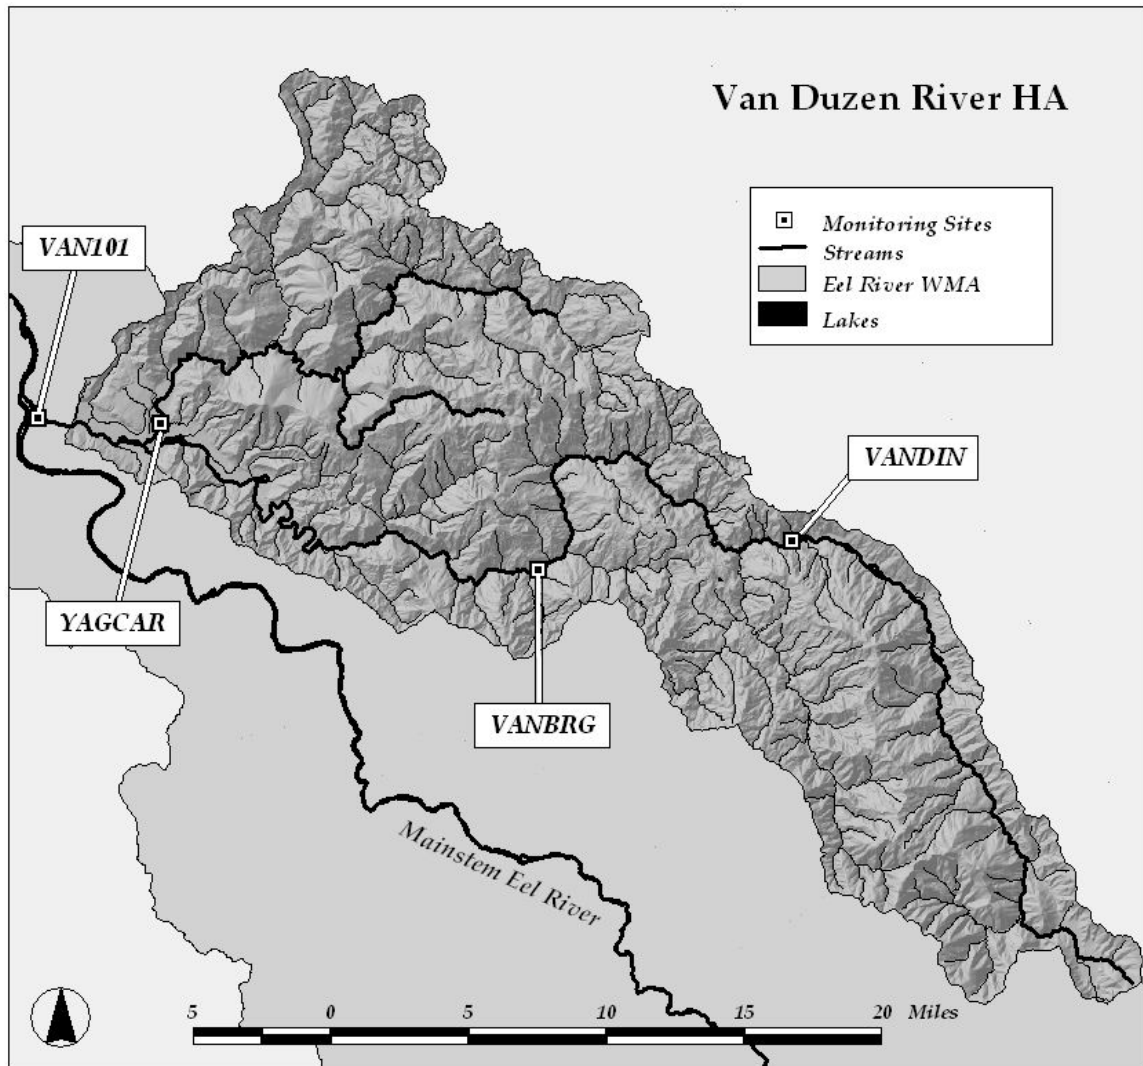 Van Duzen River HA
Monitoring Sites
Streams
Eel River WMA
Lakes
VAN101
VANDIN
YAGCAR
VANBRG
Mainstem Eel River
5 0 5 10 15 20 Miles